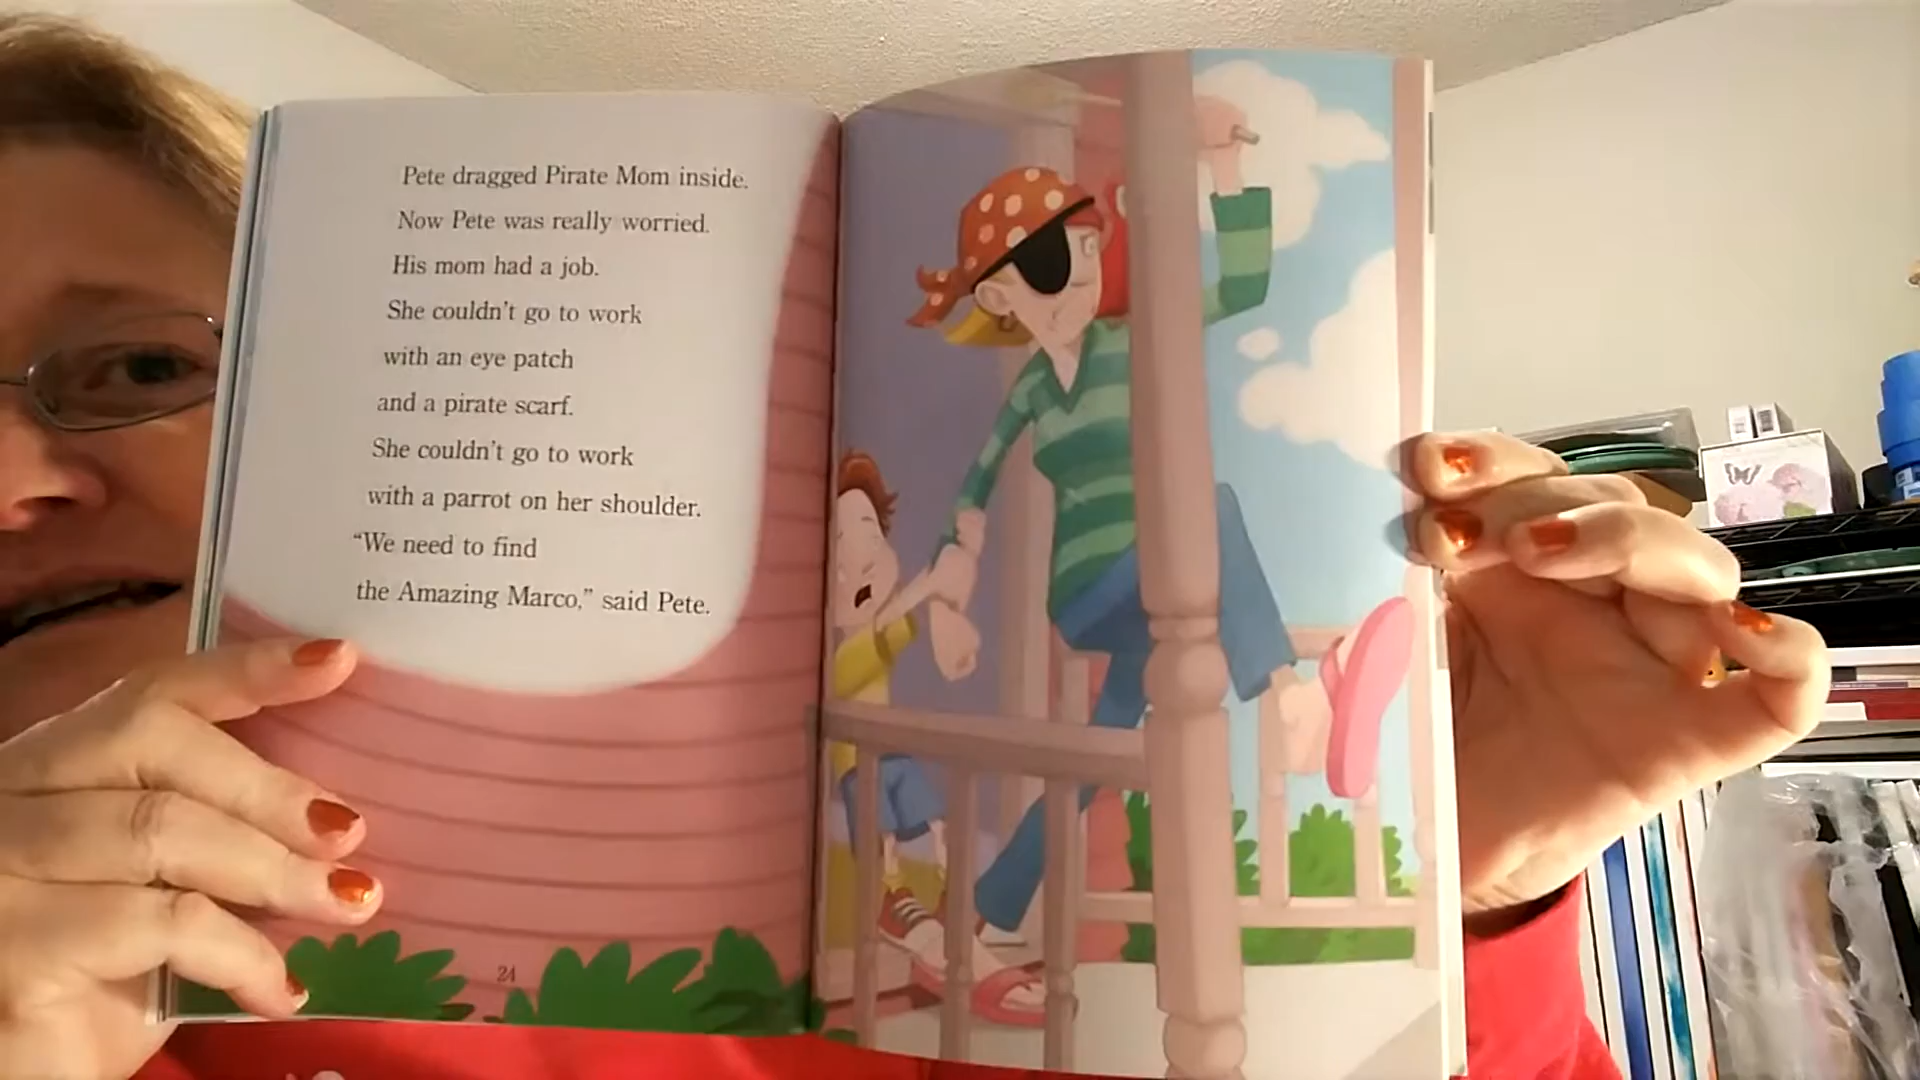 Pete dragged Pirate Mom inside.
Now Pete was really worried.
His mom had a job.
She couldn't go to work
with an eye patch
and a pirate scarf.
She couldn't go to work
with a parrot on her shoulder.
“We need to find
the Amazing Marco,” said Pete.
24